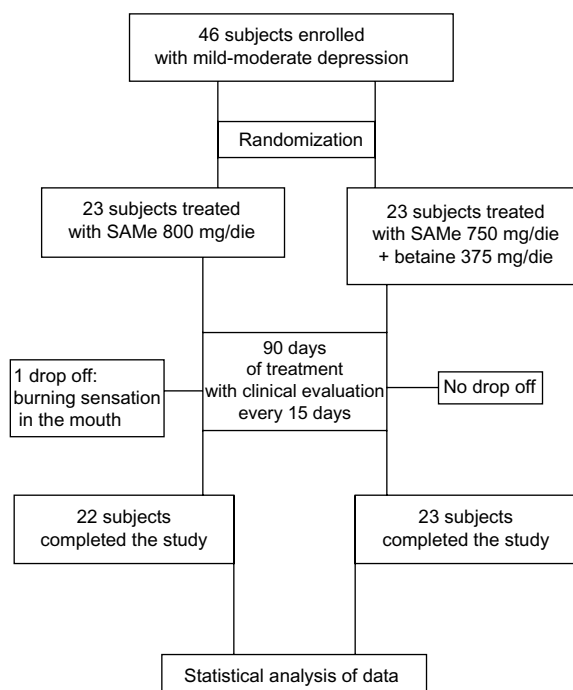 46 subjects enrolled
with mild-moderate depression
Randomization
23 subjects treated
with SAMe 800 mg/die
23 subjects treated
with SAMe 750 mg/die
+ betaine 375 mg/die
1 drop off:
burning sensation
in the mouth
90 days
of treatment
with clinical evaluation
every 15 days
No drop off
22 subjects
completed the study
23 subjects
completed the study
Statistical analysis of data